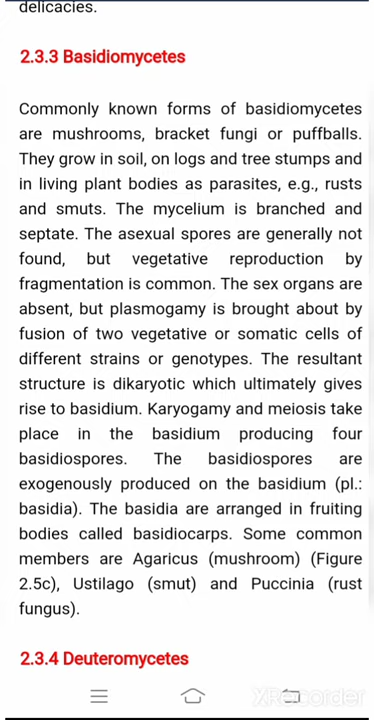 delicacies.
2.3.3 Basidiomycetes
Commonly known forms of basidiomycetes
are mushrooms, bracket fungi or puffballs.
They grow in soil, on logs and tree stumps and
in living plant bodies as parasites, e.g., rusts
and smuts. The mycelium is branched and
septate. The asexual spores are generally not
found, but vegetative reproduction by
fragmentation is common. The sex organs are
absent, but plasmogamy is brought about by
fusion of two vegetative or somatic cells of
different strains or genotypes. The resultant
structure is dikaryotic which ultimately gives
rise to basidium. Karyogamy and meiosis take
place in the basidium producing four
basidiospores. The basidiospores are
exogenously produced on the basidium (pl.:
basidia). The basidia are arranged in fruiting
bodies called basidiocarps. Some common
members are Agaricus (mushroom) (Figure
2.5c), Ustilago (smut) and Puccinia (rust
fungus).
2.3.4 Deuteromycetes
XRecorder